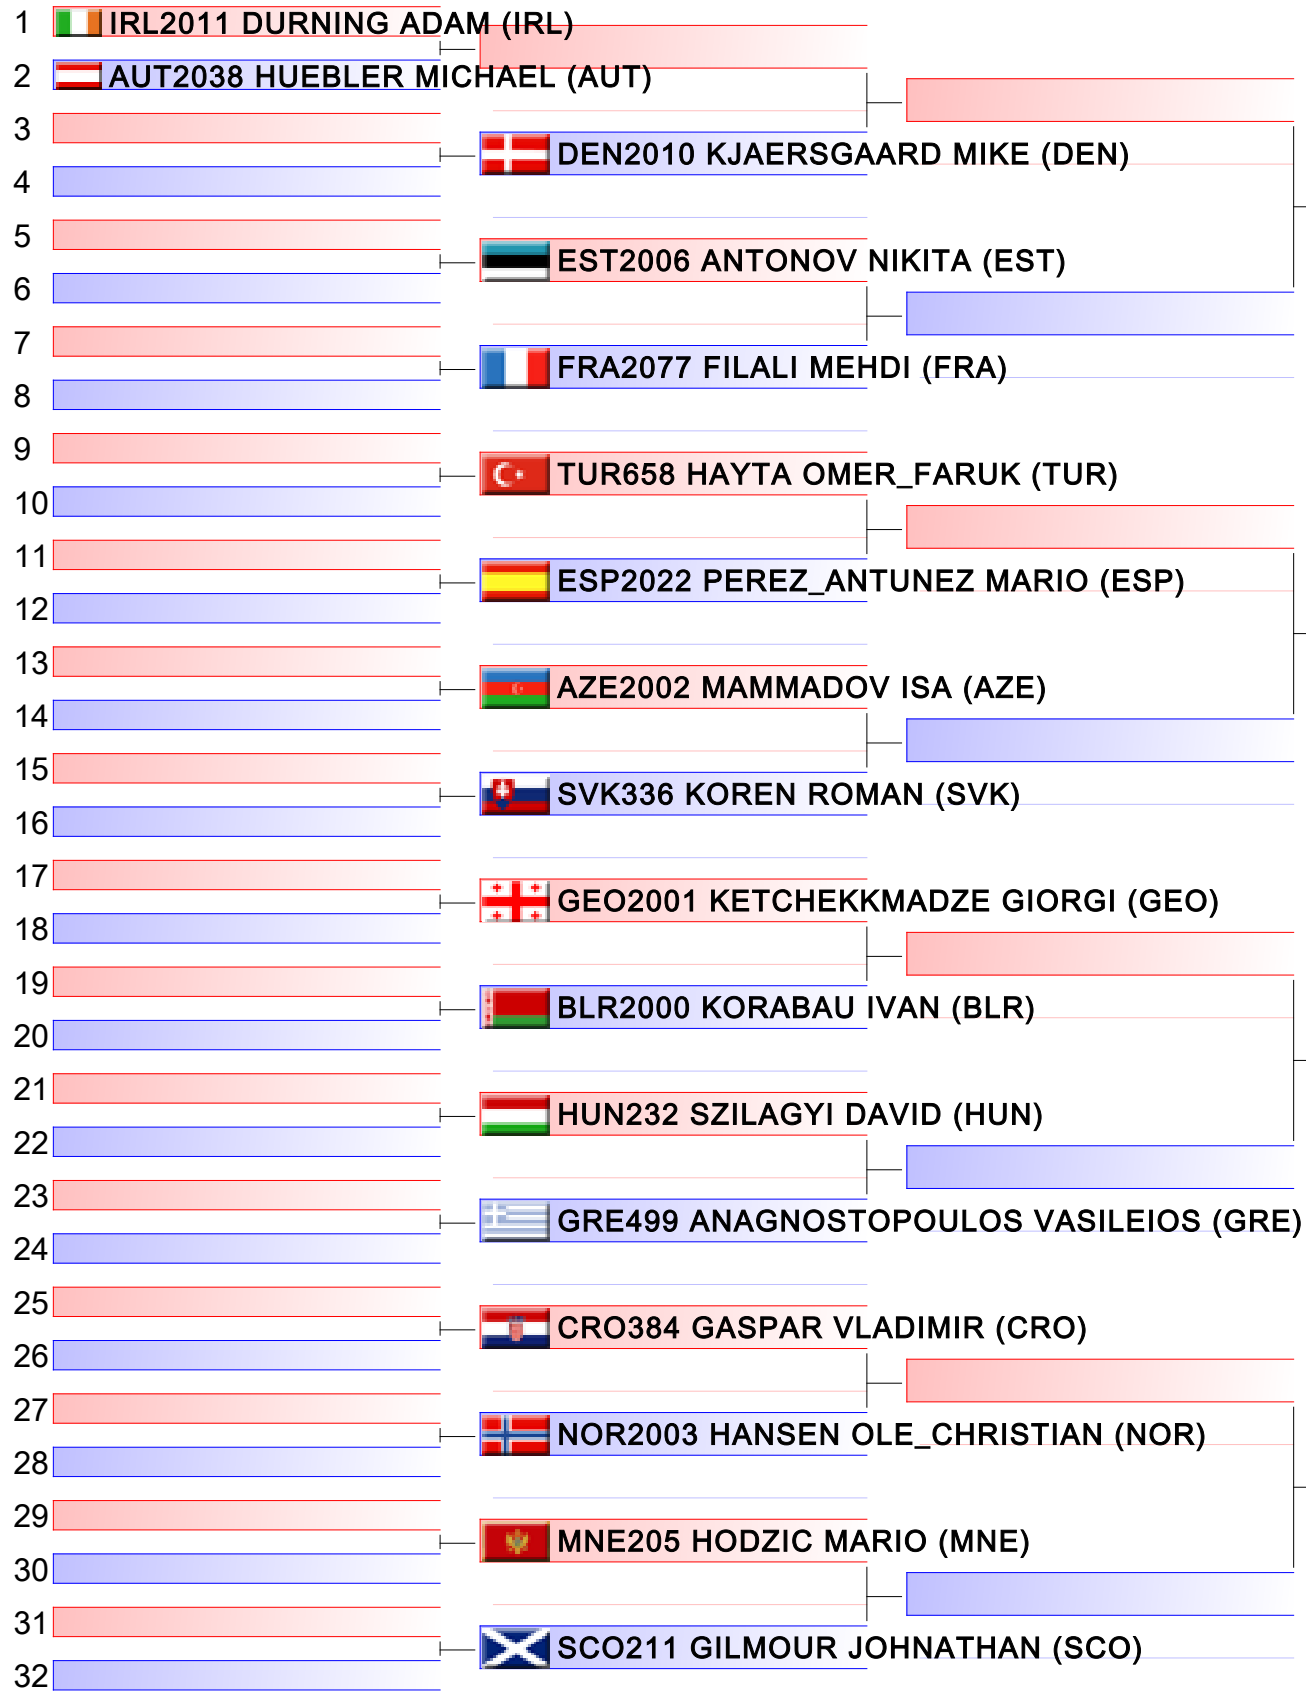 1 IRL2011 DURNING ADAM (IRL)
2 AUT2038 HUEBLER MICHAEL (AUT)
3
DEN2010 KJAERSGAARD MIKE (DEN)
4
5
EST2006 ANTONOV NIKITA (EST)
6
7
FRA2077 FILALI MEHDI (FRA)
8
9
TUR658 HAYTA OMER_FARUK (TUR)
10
11
ESP2022 PEREZ_ANTUNEZ MARIO (ESP)
12
13
AZE2002 MAMMADOV ISA (AZE)
14
15
SVK336 KOREN ROMAN (SVK)
16
17
GEO2001 KETCHEKKMADZE GIORGI (GEO)
18
19
BLR2000 KORABAU IVAN (BLR)
20
21
HUN232 SZILAGYI DAVID (HUN)
22
23
GRE499 ANAGNOSTOPOULOS VASILEIOS (GRE)
24
25
CRO384 GASPAR VLADIMIR (CRO)
26
27
NOR2003 HANSEN OLE_CHRISTIAN (NOR)
28
29
MNE205 HODZIC MARIO (MNE)
30
31
SCO211 GILMOUR JOHNATHAN (SCO)
32